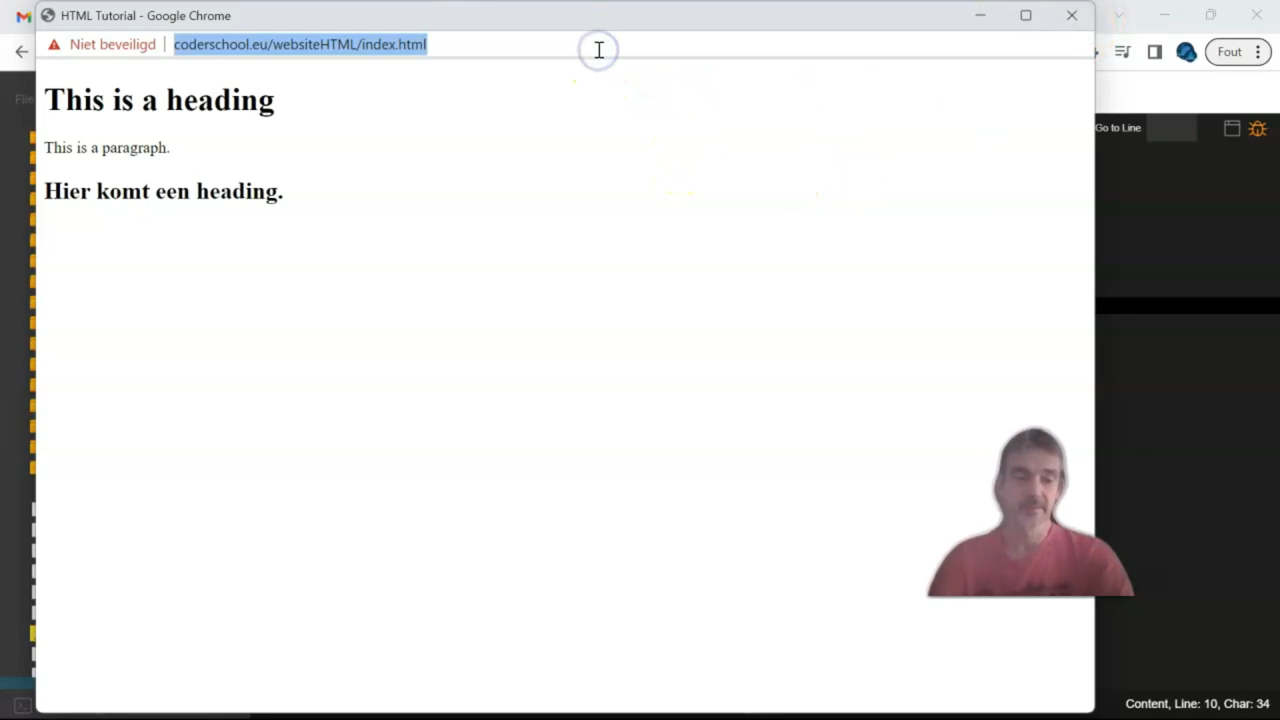 HTML Tutorial - Google Chrome
Niet beveiligd | coderschool.eu/websiteHTML/index.html
Fout
This is a heading
Go to Line
This is a paragraph.
Hier komt een heading.
Content, Line: 10, Char: 34